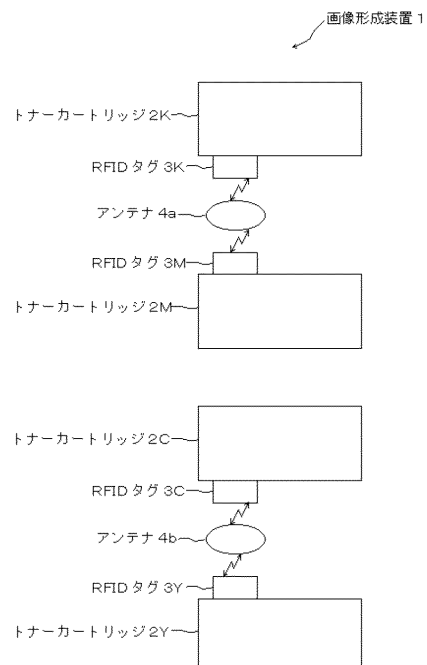 画像形成装置1
トナーカートリッジ2K
RFIDタグ3K
アンテナ4a
RFIDタグ3M
トナーカートリッジ2M
トナーカートリッジ2C
RFIDタグ3C
アンテナ4b
RFIDタグ3Y
トナーカートリッジ2Y